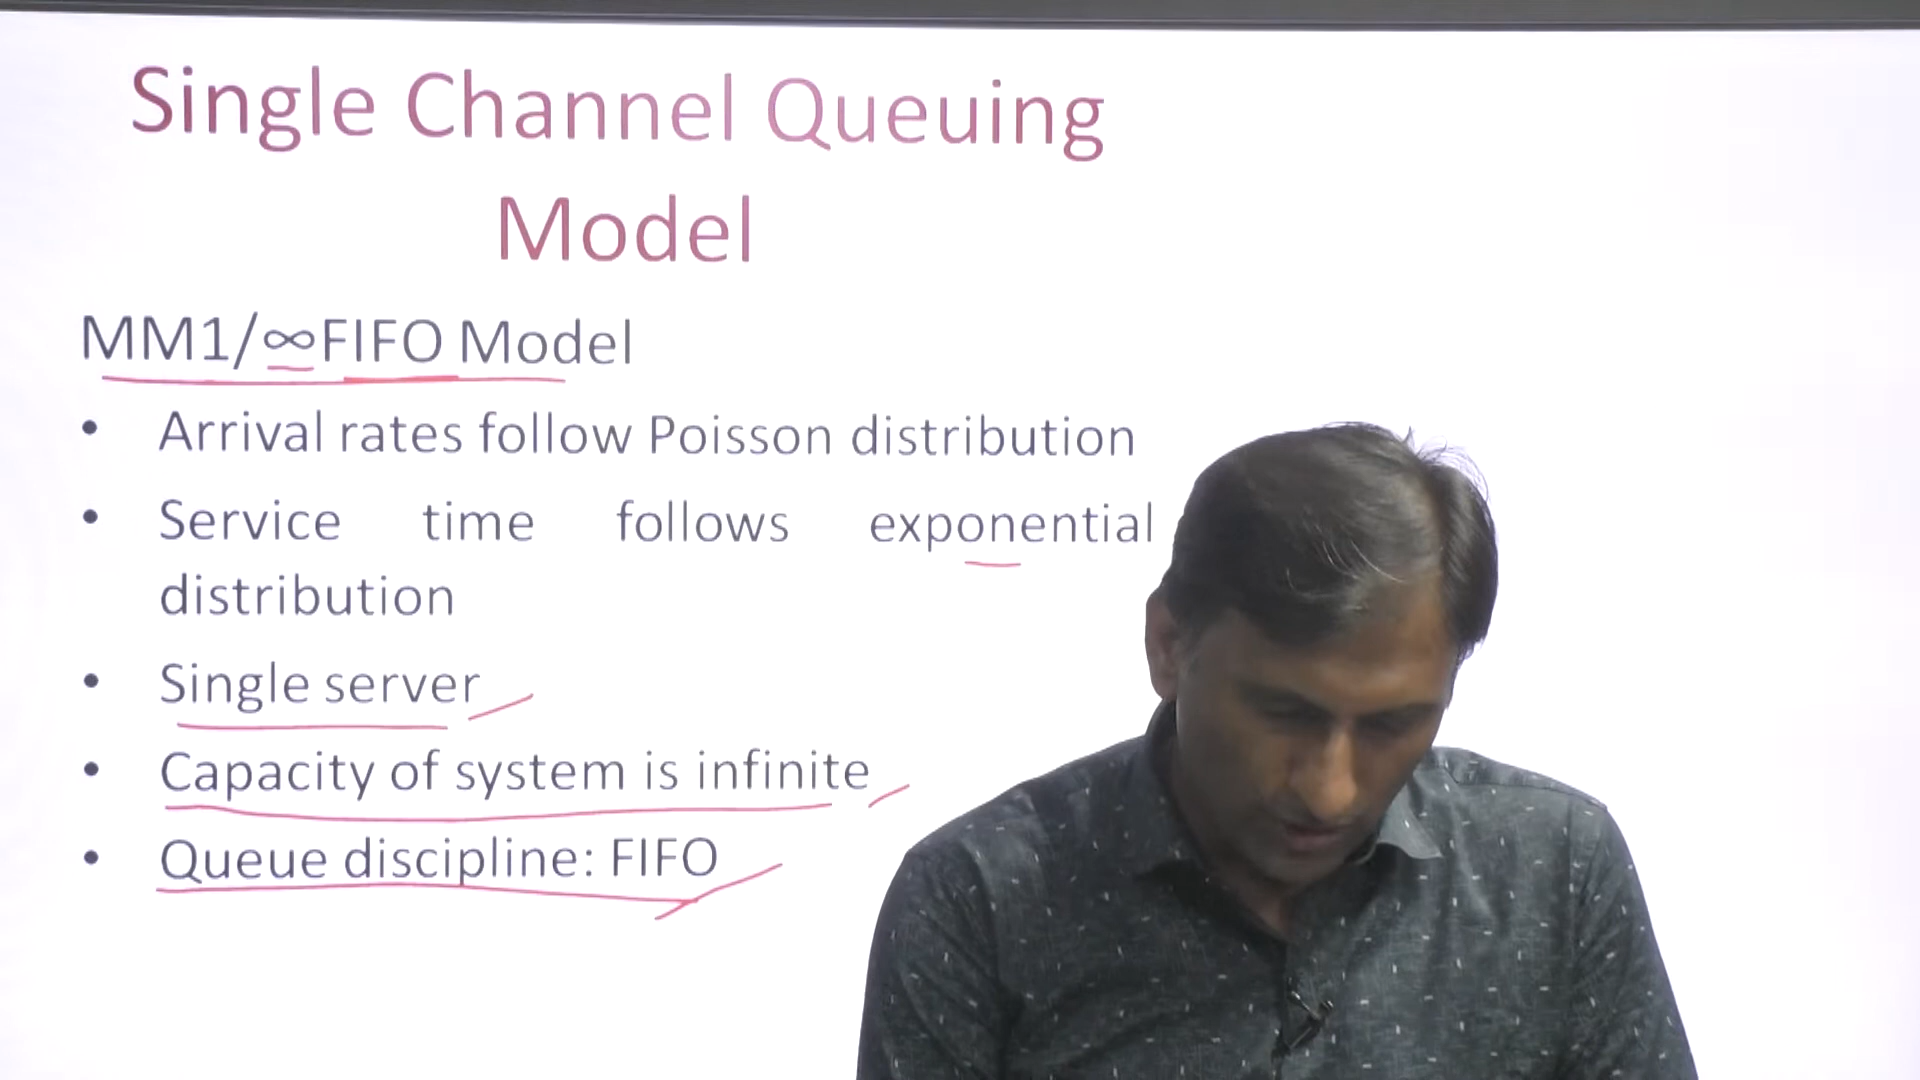 Single Channel Queuing
Model
MM1/∞FIFO Model
• Arrival rates follow Poisson distribution
• Service time follows exponential
distribution
• Single server
• Capacity of system is infinite
• Queue discipline: FIFO